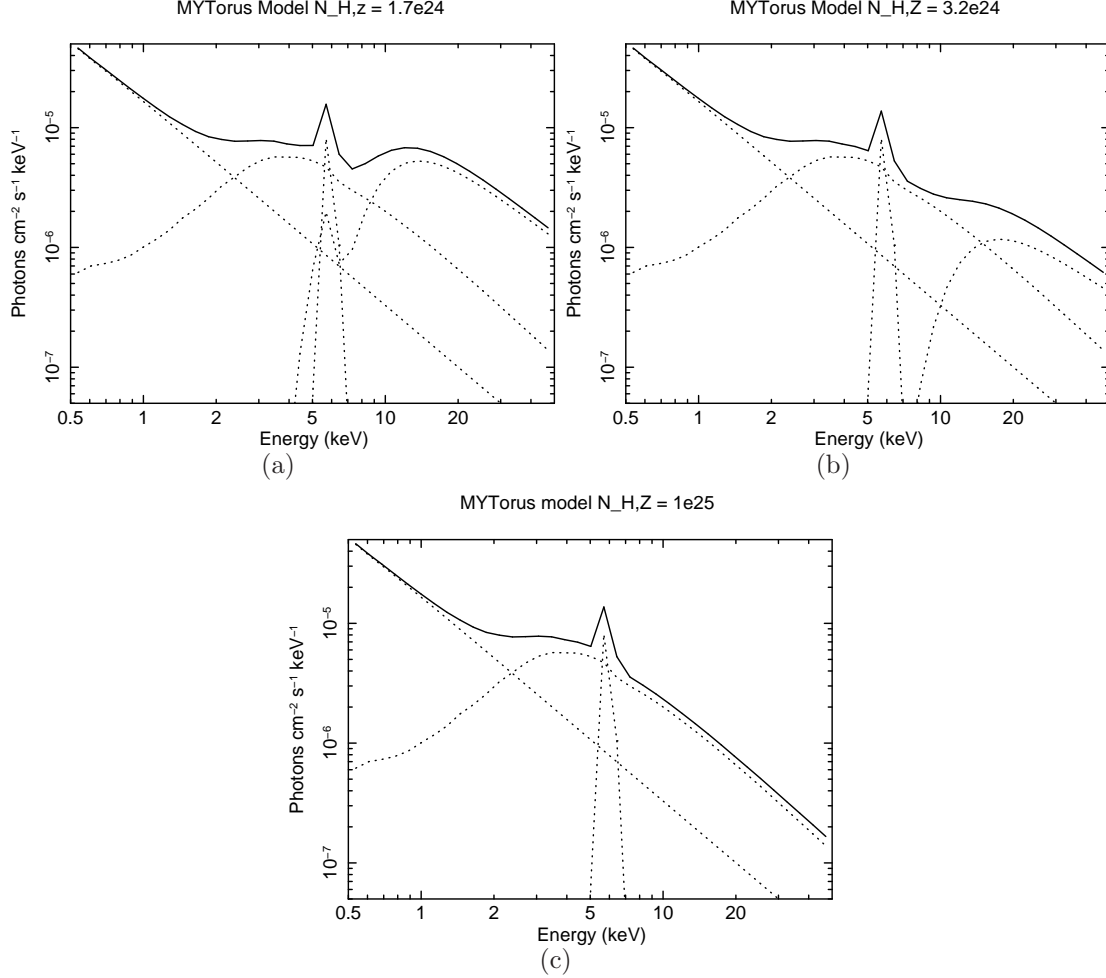 MYTorus Model N_H,z = 1.7e24
Photons cm⁻² s⁻¹ keV⁻¹
10⁻⁵
10⁻⁶
10⁻⁷
0.5 1 2 5 10 20
Energy (keV)
(a)
MYTorus Model N_H,Z = 3.2e24
Photons cm⁻² s⁻¹ keV⁻¹
10⁻⁵
10⁻⁶
10⁻⁷
0.5 1 2 5 10 20
Energy (keV)
(b)
MYTorus model N_H,Z = 1e25
Photons cm⁻² s⁻¹ keV⁻¹
10⁻⁵
10⁻⁶
10⁻⁷
0.5 1 2 5 10 20
Energy (keV)
(c)